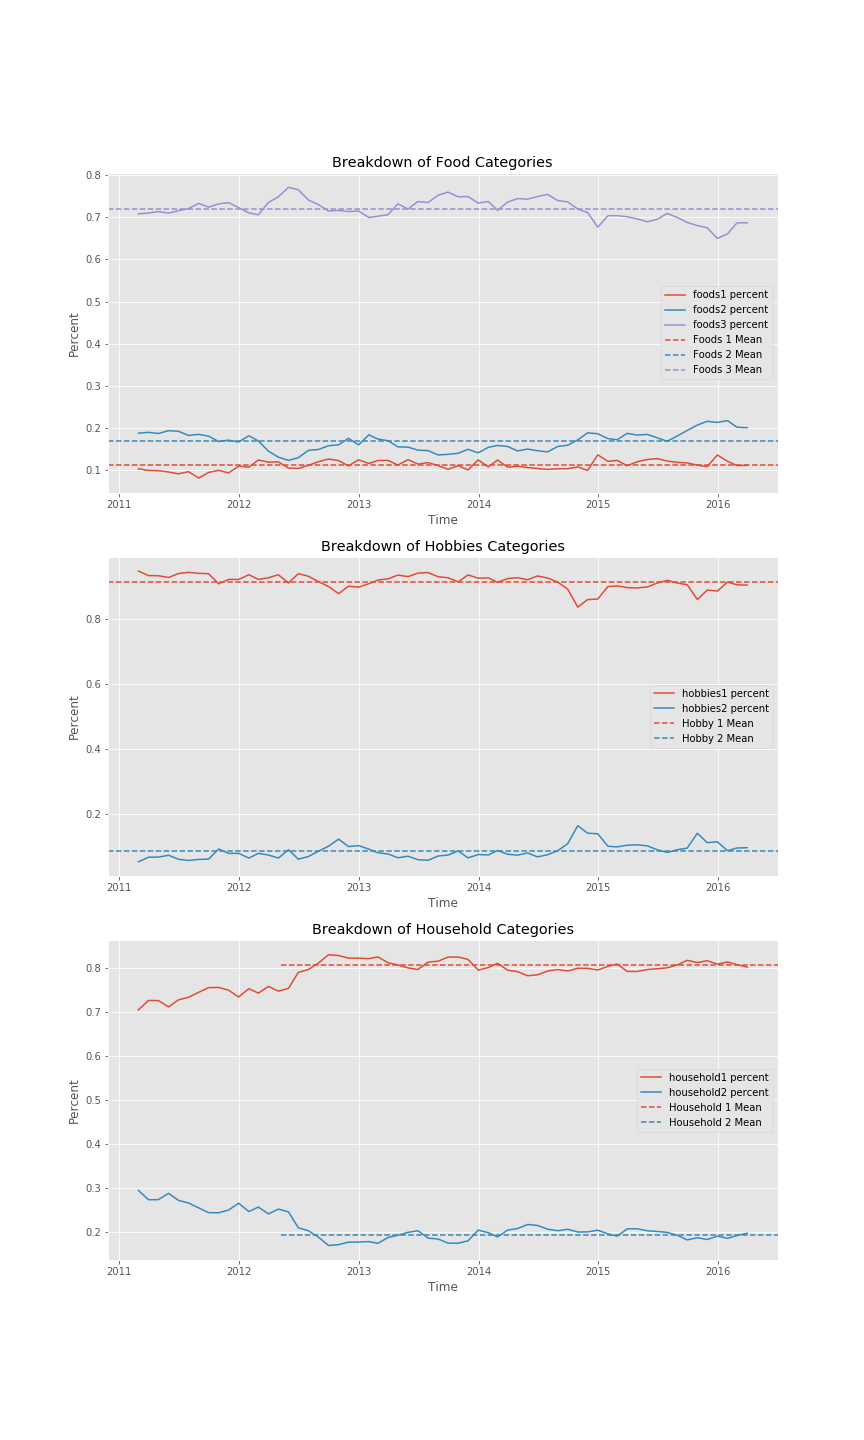 Breakdown of Food Categories
0.8
0.7
0.6
0.5
0.4
0.3
0.2
0.1
Percent
foods1 percent
foods2 percent
foods3 percent
Foods 1 Mean
Foods 2 Mean
Foods 3 Mean
2011 2012 2013 2014 2015 2016
Time
Breakdown of Hobbies Categories
0.8
0.6
0.4
0.2
Percent
hobbies1 percent
hobbies2 percent
Hobby 1 Mean
Hobby 2 Mean
2011 2012 2013 2014 2015 2016
Time
Breakdown of Household Categories
0.8
0.7
0.6
0.5
0.4
0.3
0.2
Percent
household1 percent
household2 percent
Household 1 Mean
Household 2 Mean
2011 2012 2013 2014 2015 2016
Time